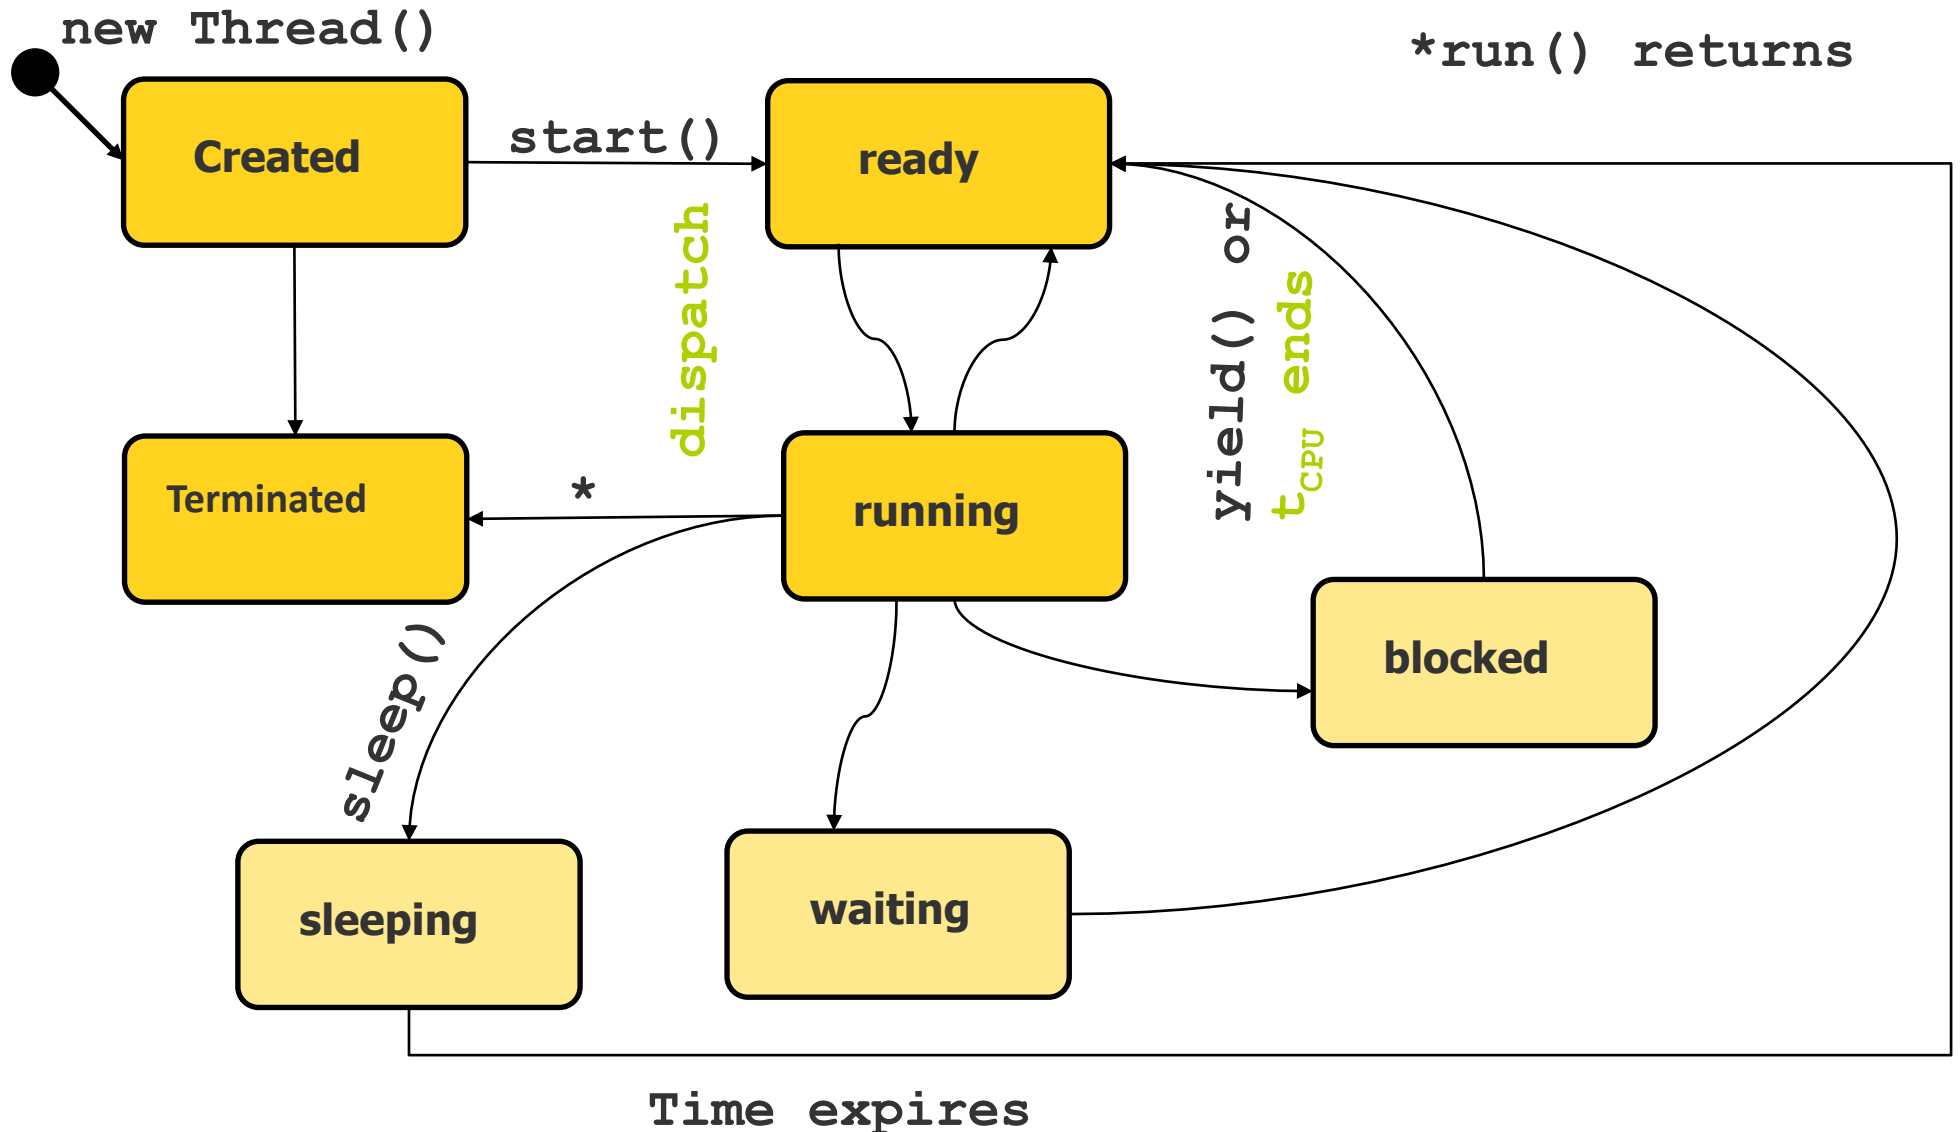 new Thread()
*run() returns
Created
start()
ready
dispatch
yield() or
tCPU ends
Terminated
*
running
sleep()
blocked
sleeping
waiting
Time expires